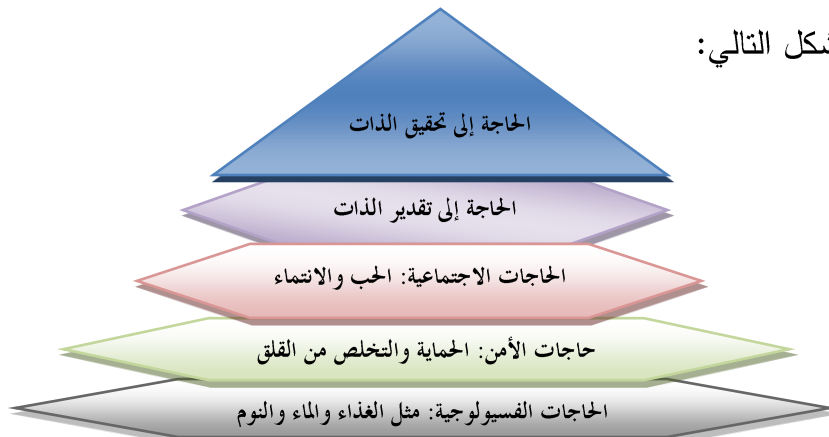 التالي:
الحاجة إلى تحقيق الذات
الحاجة إلى تقدير الذات
الحاجات الاجتماعية: الحب والانتماء
حاجات الأمن: الحماية والتخلص من القلق
الحاجات الفسيولوجية: مثل الغذاء والماء والنوم